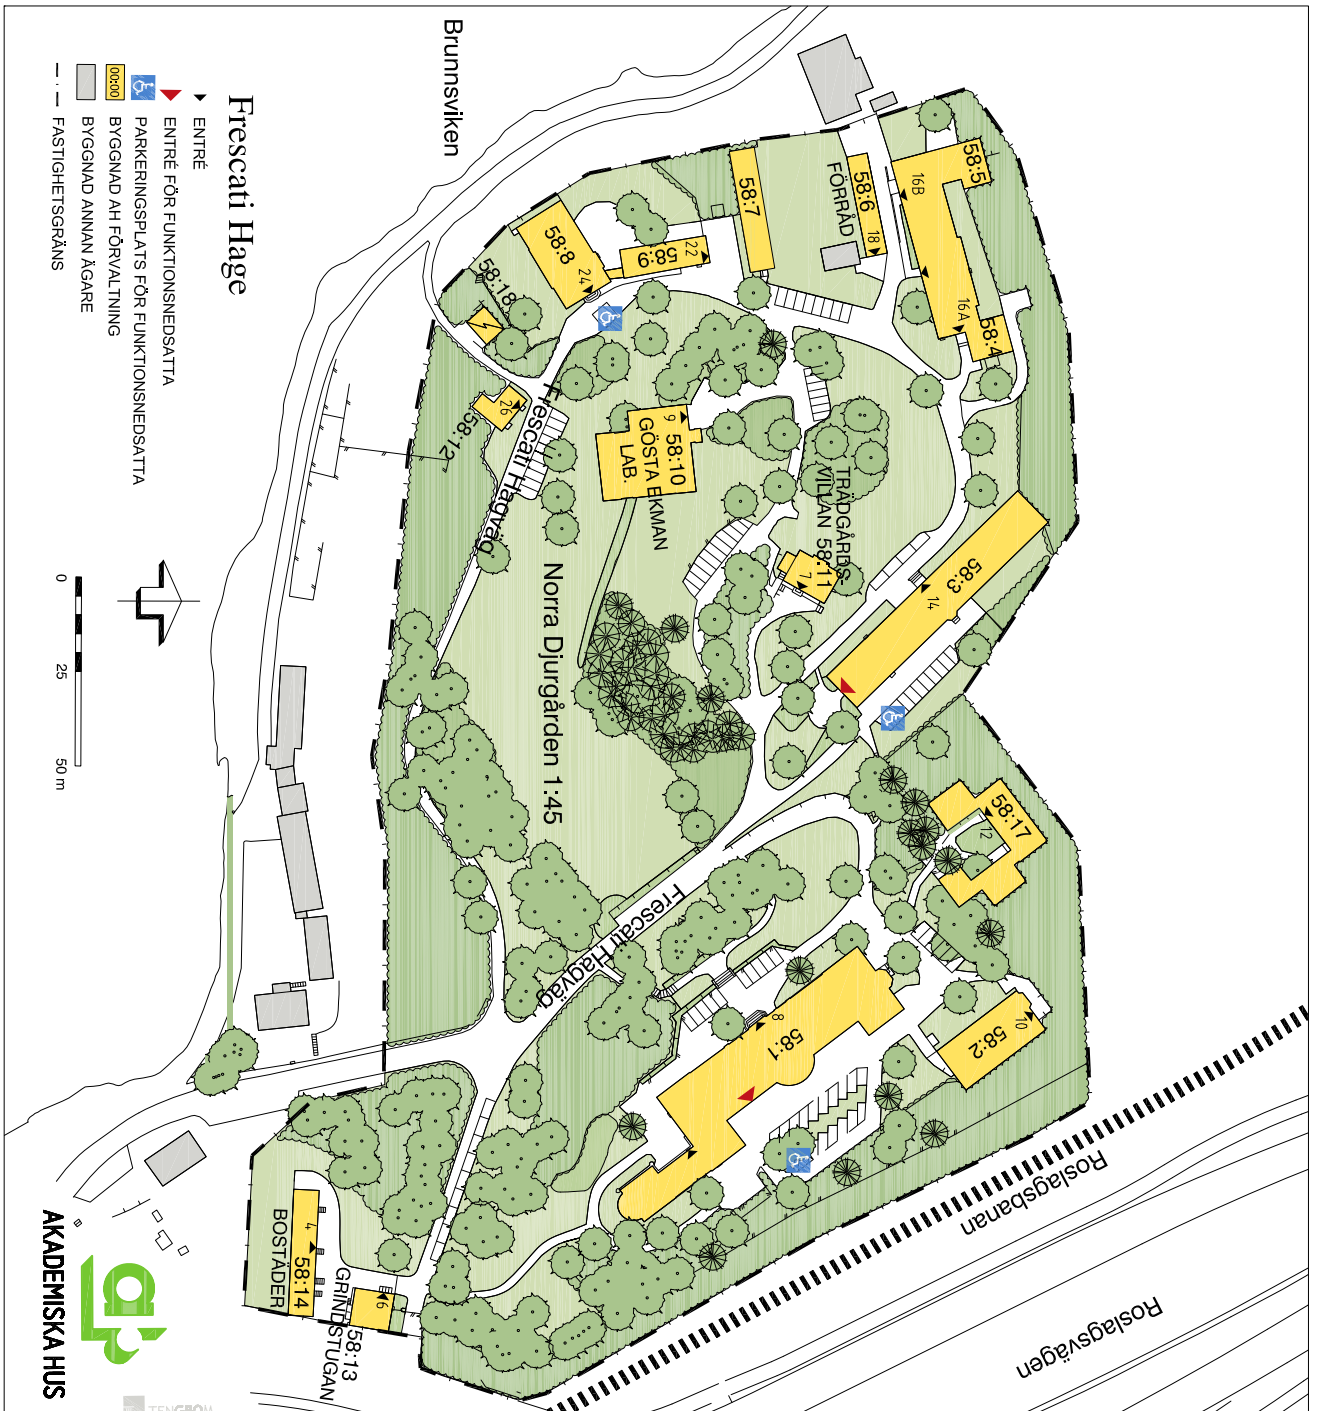 Frescati Hage
ENTRÉ
ENTRÉ FÖR FUNKTIONSNEDSATTA
PARKERINGSPLATS FÖR FUNKTIONSNEDSATTA
00:00 BYGGNAD AH FÖRVALTNING
BYGGNAD ANNAN ÄGARE
FASTIGHETSGRÄNS
0 25 50 m
Brunnsviken
58:5
16B
58:6
FÖRRÅD
18
58:7
16A
58:4
58:8
24
58:9
22
58:18
58:12
26
Frescati Hagväg
9 58:10
GÖSTA EKMAN
LAB.
TRÄDGÅRDS-
VILLAN 58:11
7
58:3
14
Norra Djurgården 1:45
58:17
12
Frescati Hagväg
58:1
8
58:2
10
Roslagsbanan
Roslagsvägen
4 58:14
BOSTÄDER
6
58:13
GRINDSTUGAN
AKADEMISKA HUS
TENGBOM